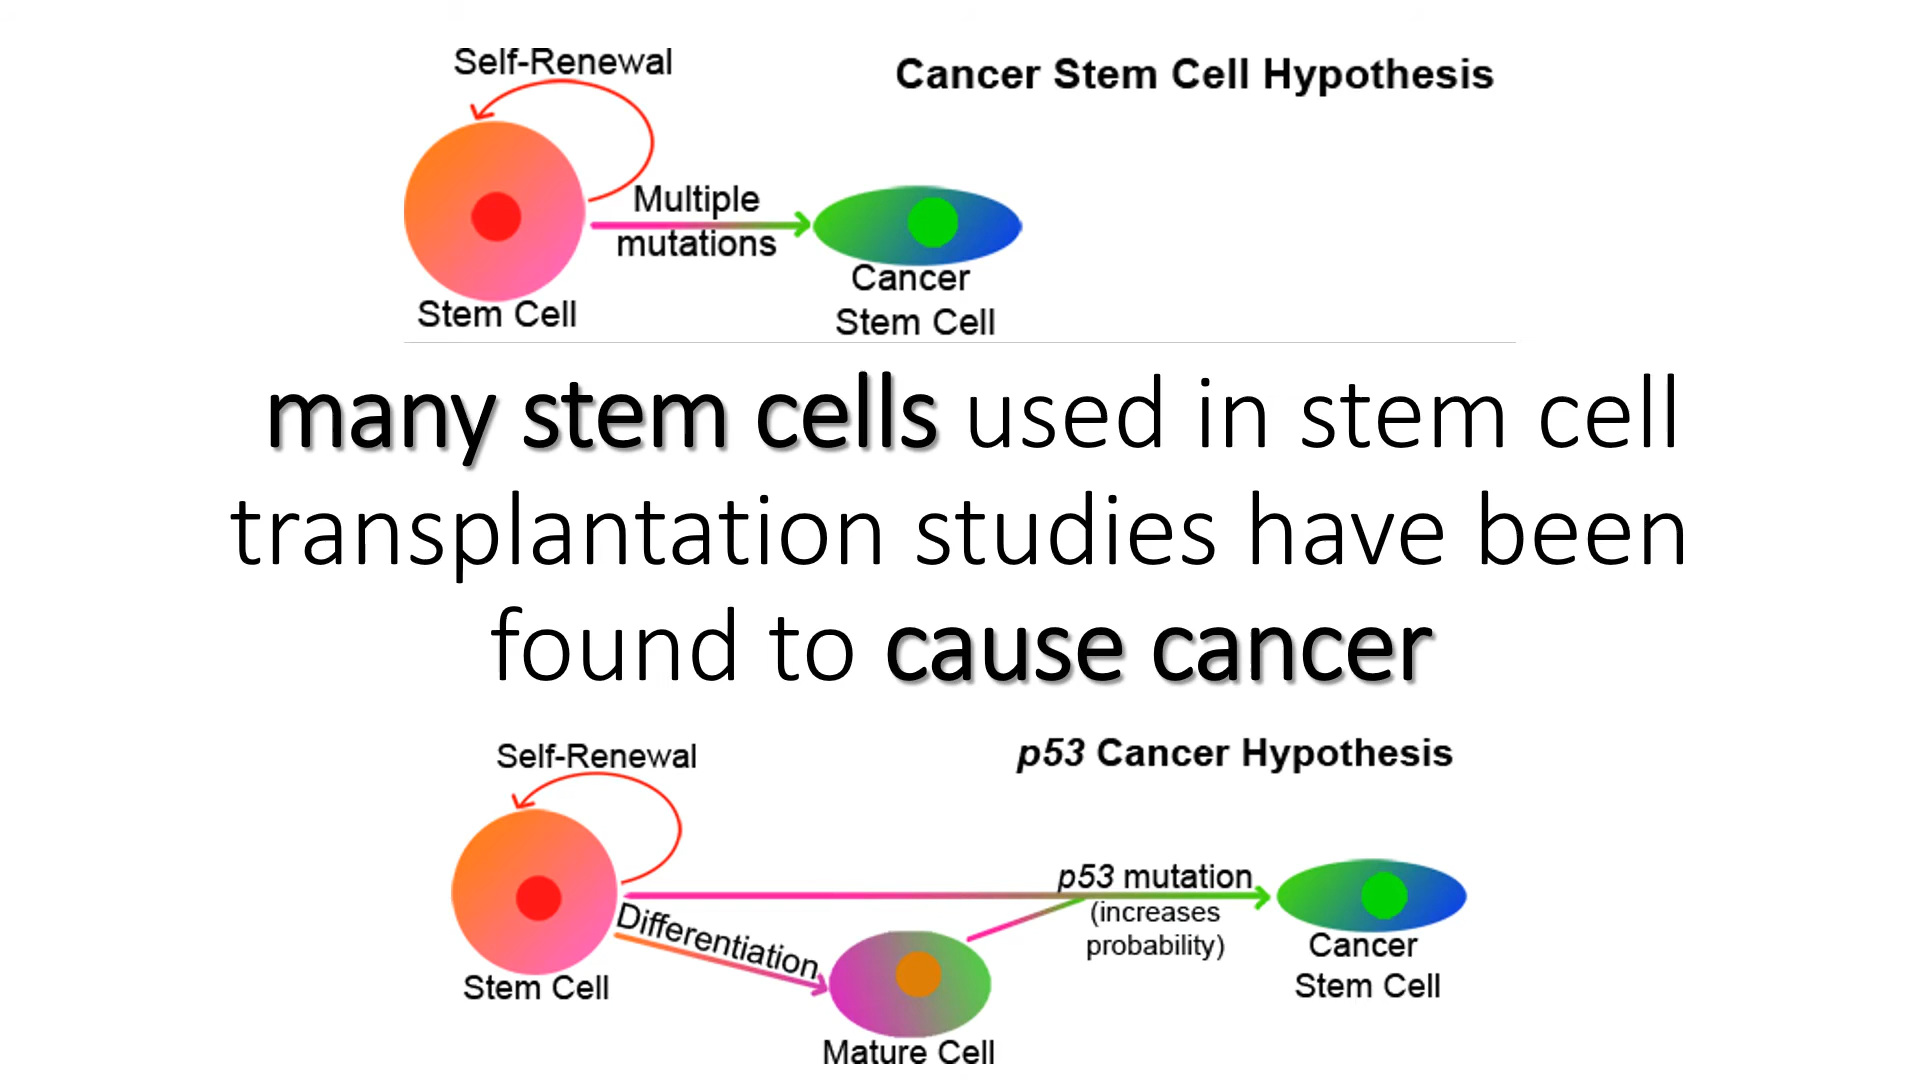 Self-Renewal
Cancer Stem Cell Hypothesis
Multiple
mutations
Cancer
Stem Cell
Stem Cell
many stem cells used in stem cell
transplantation studies have been
found to cause cancer
Self-Renewal
p53 Cancer Hypothesis
p53 mutation
(increases
probability)
Differentiation
Cancer
Stem Cell
Stem Cell
Mature Cell